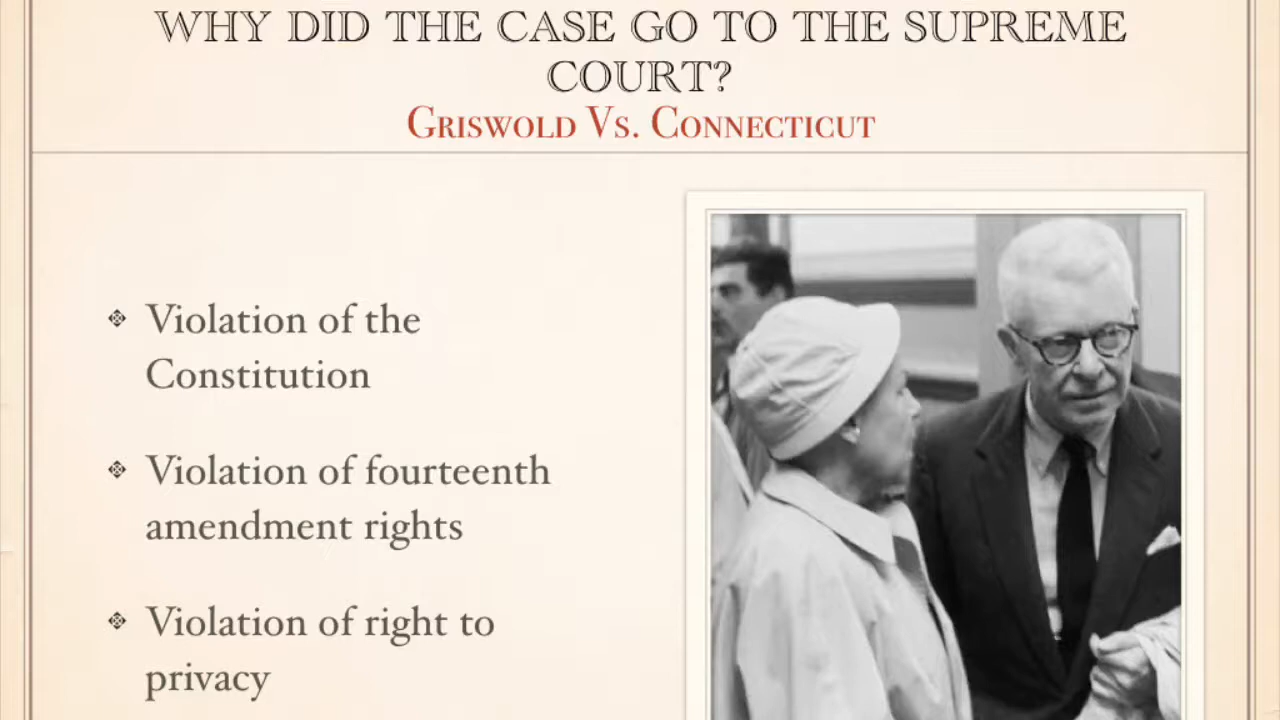 WHY DID THE CASE GO TO THE SUPREME
COURT?
GRISWOLD VS. CONNECTICUT
Violation of the
Constitution
Violation of fourteenth
amendment rights
Violation of right to
privacy